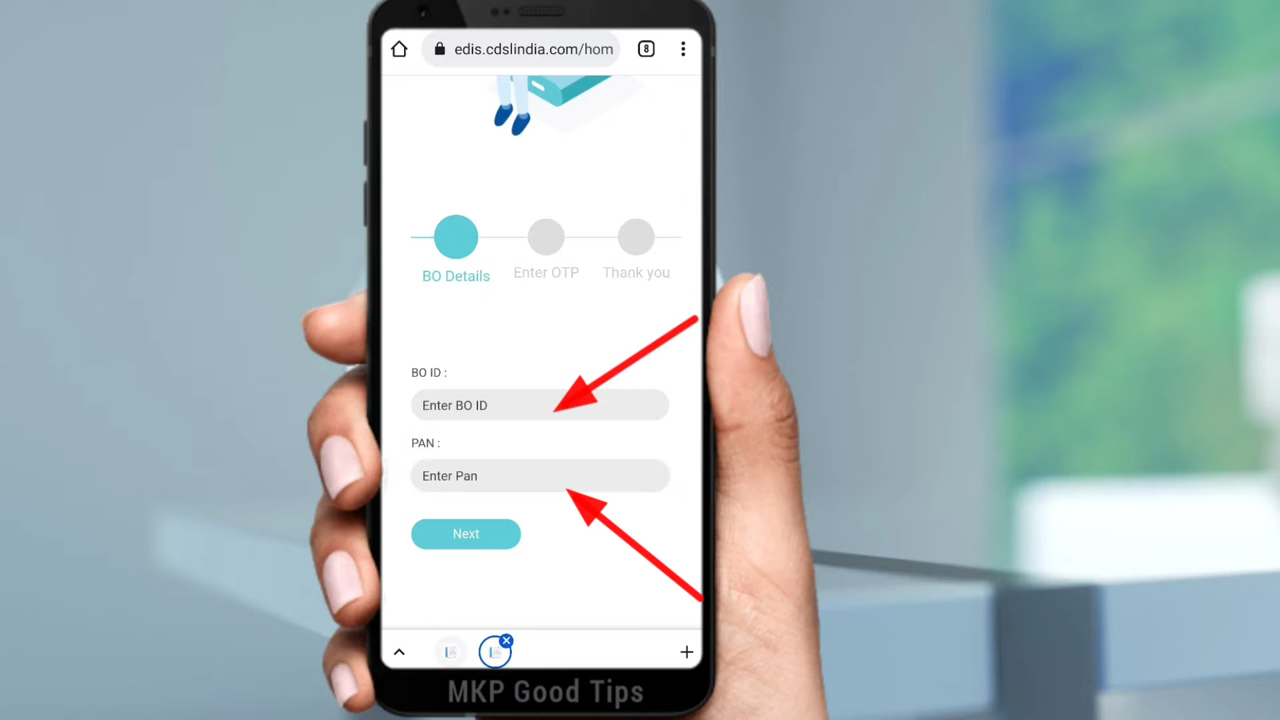 edis.cdslindia.com/hom
8
BO Details
Enter OTP
Thank you
BO ID :
Enter BO ID
PAN :
Enter Pan
Next
MKP Good Tips